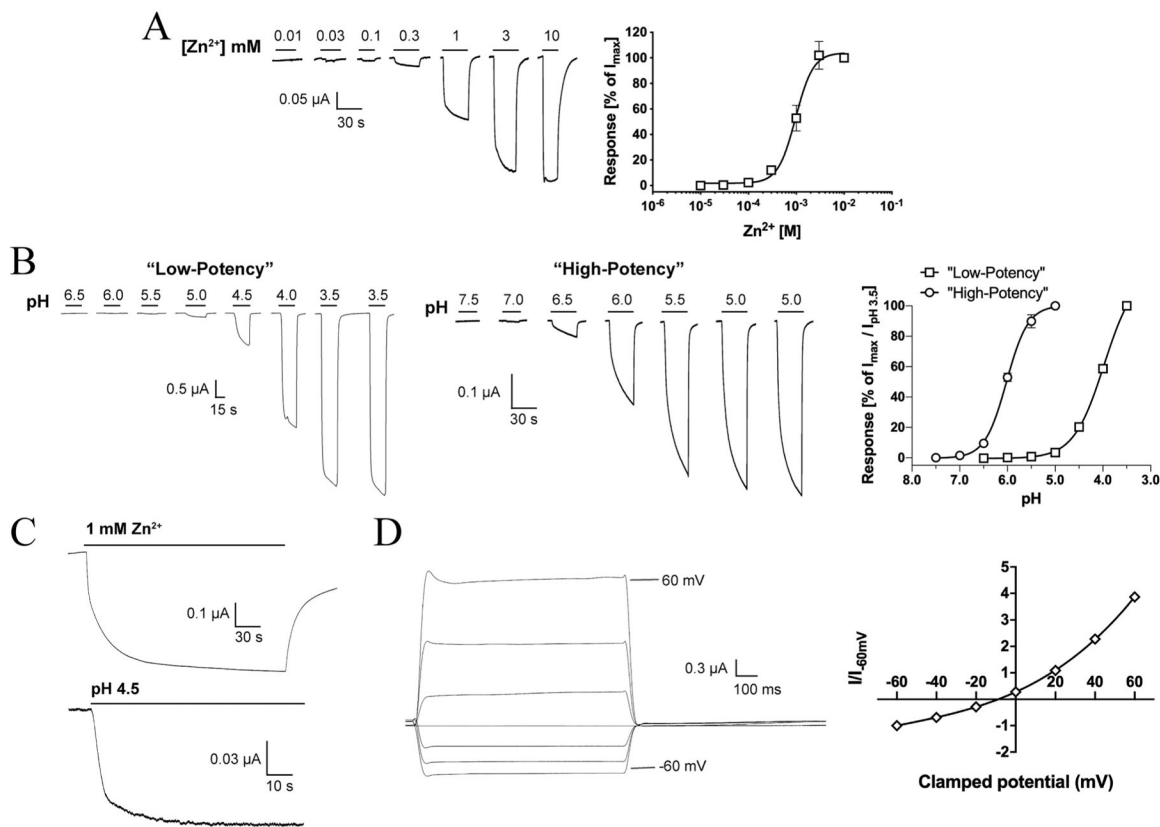 A
[Zn²⁺] mM
0.01 0.03 0.1 0.3 1 3 10
0.05 µA
30 s
Response [% of Imax]
120
100
80
60
40
20
0
10⁻⁶ 10⁻⁵ 10⁻⁴ 10⁻³ 10⁻² 10⁻¹
Zn²⁺ [M]
B
"Low-Potency"
pH 6.5 6.0 5.5 5.0 4.5 4.0 3.5 3.5
0.5 µA
15 s
"High-Potency"
pH 7.5 7.0 6.5 6.0 5.5 5.0 5.0
0.1 µA
30 s
"Low-Potency"
"High-Potency"
Response [% of Imax / IpH 3.5]
100
80
60
40
20
0
8.0 7.0 6.0 5.0 4.0 3.0
pH
C
1 mM Zn²⁺
0.1 µA
30 s
pH 4.5
0.03 µA
10 s
D
60 mV
0.3 µA
100 ms
-60 mV
I/I-60mV
5
4
3
2
1
-60 -40 -20 20 40 60
-1
-2
Clamped potential (mV)